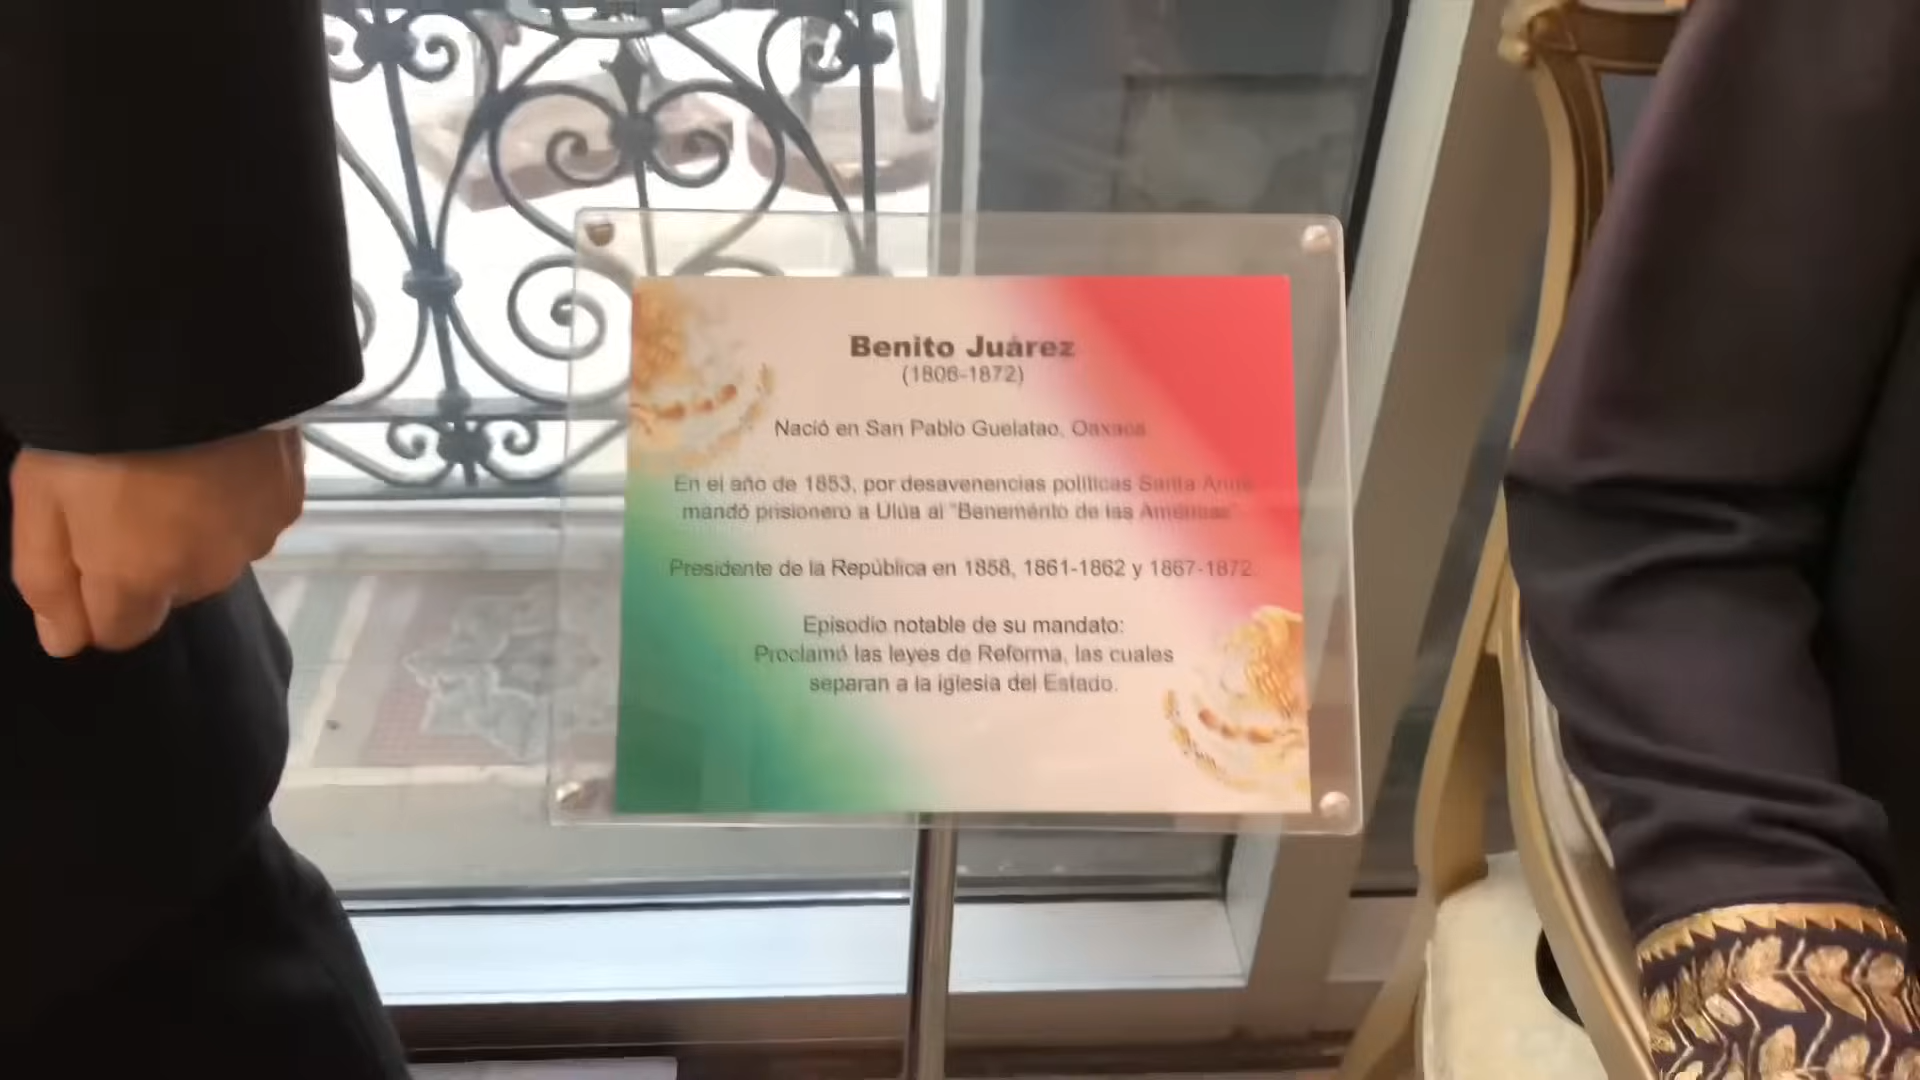 Benito Juárez
(1806-1872)
Nació en San Pablo Guelatao, Oaxaca
En el año de 1853, por desavenencias políticas Santa Anna
mandó prisionero a Ulúa al "Benemérito de las Américas"
Presidente de la República en 1858, 1861-1862 y 1867-1872
Episodio notable de su mandato:
Proclamó las leyes de Reforma, las cuales
separan a la iglesia del Estado.